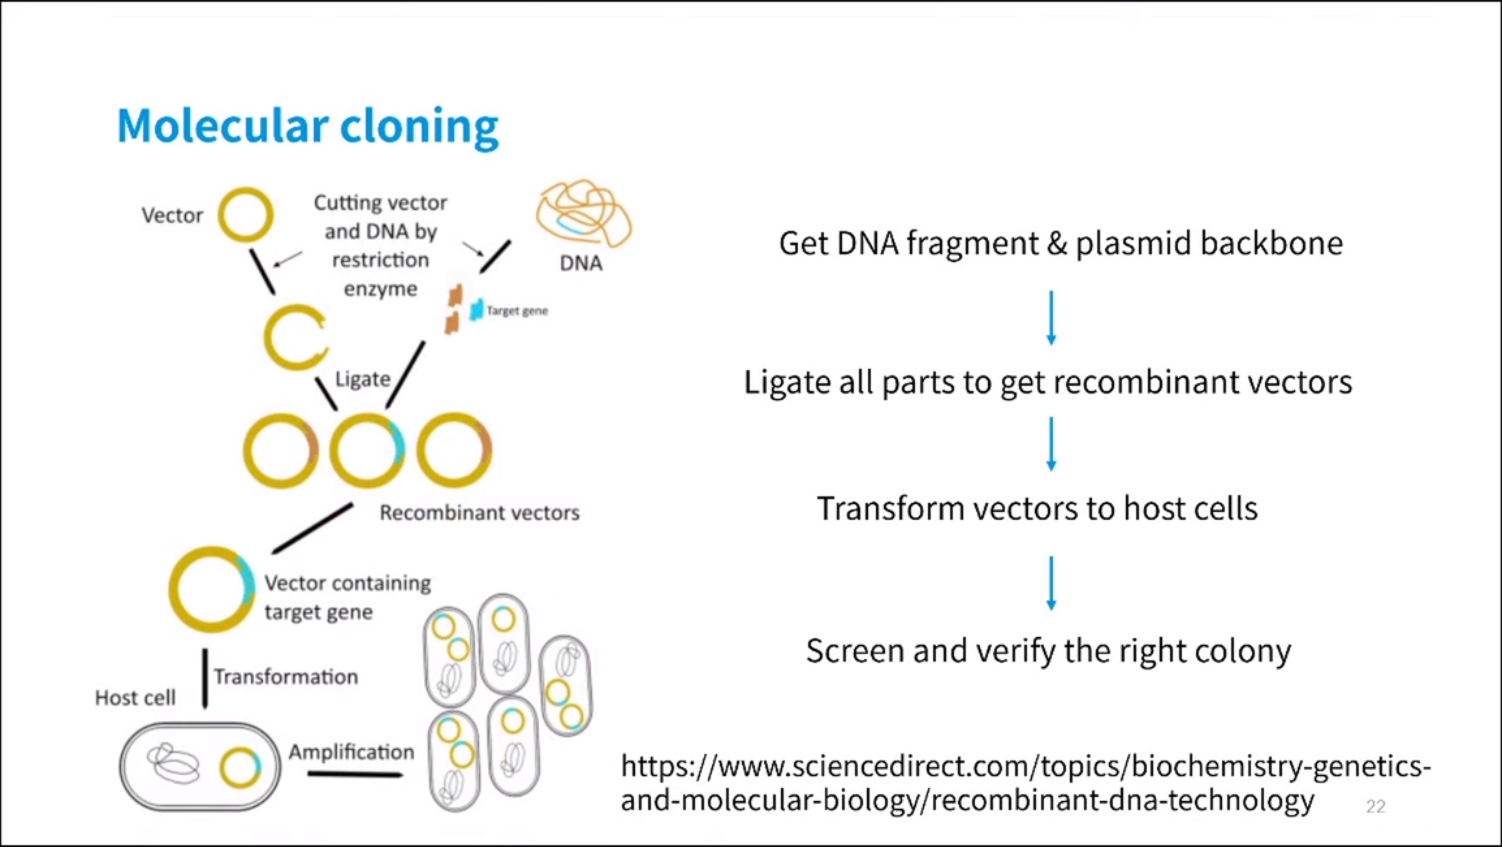 Molecular cloning
Vector
Cutting vector
and DNA by
restriction
enzyme
DNA
Target gene
Ligate
Recombinant vectors
Vector containing
target gene
Transformation
Host cell
Amplification
Get DNA fragment & plasmid backbone
Ligate all parts to get recombinant vectors
Transform vectors to host cells
Screen and verify the right colony
https://www.sciencedirect.com/topics/biochemistry-genetics-
and-molecular-biology/recombinant-dna-technology
22